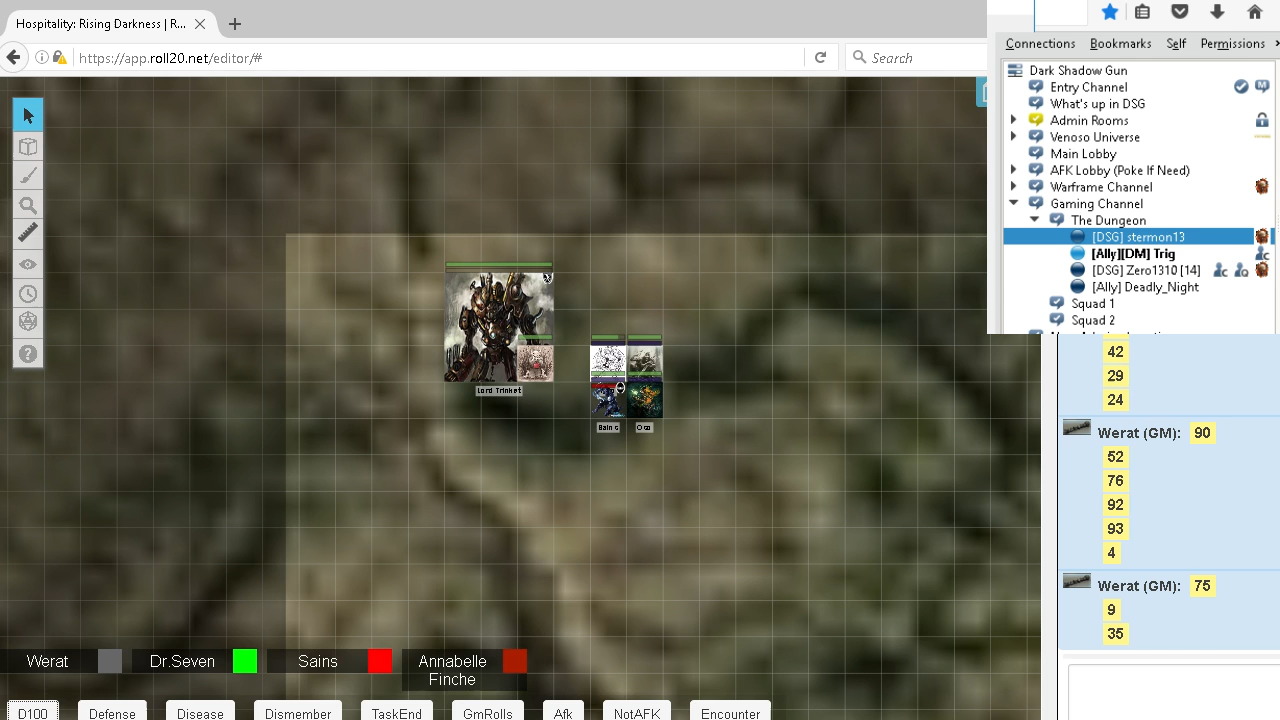 Hospitality: Rising Darkness | R...
https://app.roll20.net/editor/#
Search
Connections Bookmarks Self Permissions
Dark Shadow Gun
Entry Channel
What's up in DSG
Admin Rooms
Venoso Universe
Main Lobby
AFK Lobby (Poke If Need)
Warframe Channel
Gaming Channel
The Dungeon
[DSG] stermon13
[Ally][DM] Trig
[DSG] Zero1310 [14]
[Ally] Deadly_Night
Squad 1
Squad 2
Lord Trinket
42
29
24
Werat (GM): 90
52
76
92
93
4
Werat (GM): 75
9
35
Werat
Dr.Seven
Sains
Annabelle
Finche
D100 Defense Disease Dismember TaskEnd GmRolls Afk NotAFK Encounter